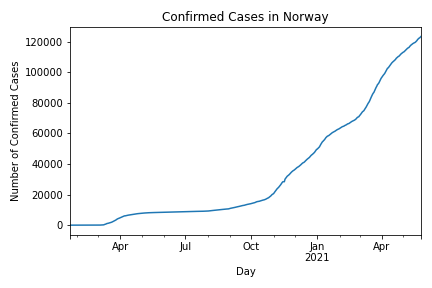 Confirmed Cases in Norway
120000
100000
80000
60000
40000
20000
0
Number of Confirmed Cases
Apr
Jul
Oct
Jan
2021
Apr
Day